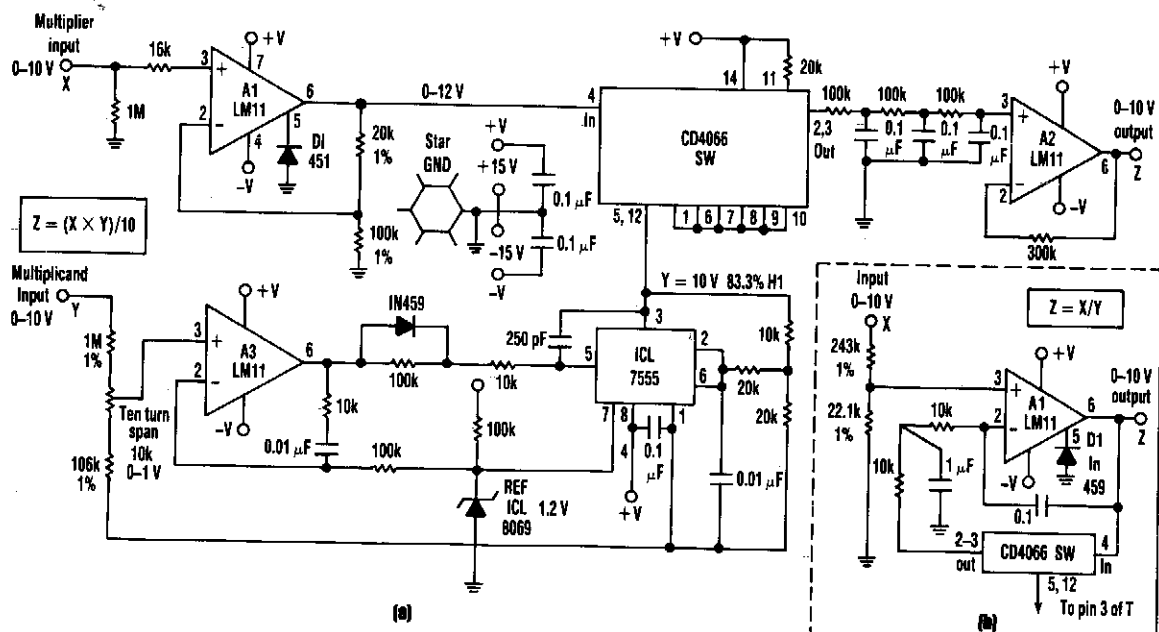 Multiplier
input
0–10 V
X
16k
1M
+V
3
7
A1
LM11
2
6
5
4
–V
DI
451
0–12 V
20k
1%
100k
1%
Star
GND
+V
+15 V
–15 V
–V
0.1 μF
0.1 μF
Z = (X × Y)/10
+V
14
11
20k
4
In
CD4066
SW
2,3
Out
5, 12
1
6
7
8
9
10
100k
100k
100k
0.1
μF
0.1
μF
0.1
μF
+V
3
A2
LM11
2
6
–V
300k
0–10 V
output
Z
Multiplicand
Input
0–10 V
Y
1M
1%
Ten turn
span
10k
0–1 V
106k
1%
+V
3
A3
LM11
2
6
–V
IN459
100k
10k
10k
0.01 μF
100k
100k
REF
ICL
8069
1.2 V
250 pF
Y = 10 V 83.3% H1
3
5
ICL
7555
2
6
7
8
1
4
0.1
μF
+V
10k
20k
20k
0.01 μF
(a)
Input
0–10 V
X
Z = X/Y
243k
1%
22.1k
1%
+V
3
A1
LM11
2
6
5
–V
D1
In
459
0–10 V
output
Z
10k
10k
1 μF
0.1
2–3
out
CD4066 SW
4
In
5, 12
To pin 3 of T
(b)